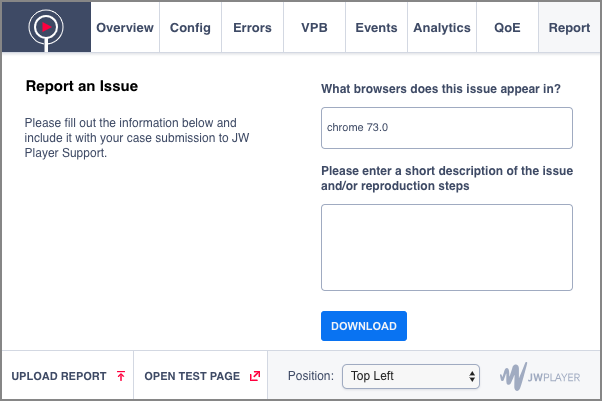 Overview Config Errors VPB Events Analytics QoE Report
Report an Issue
Please fill out the information below and
include it with your case submission to JW
Player Support.
What browsers does this issue appear in?
chrome 73.0
Please enter a short description of the issue
and/or reproduction steps
DOWNLOAD
UPLOAD REPORT OPEN TEST PAGE Position: Top Left JWPLAYER